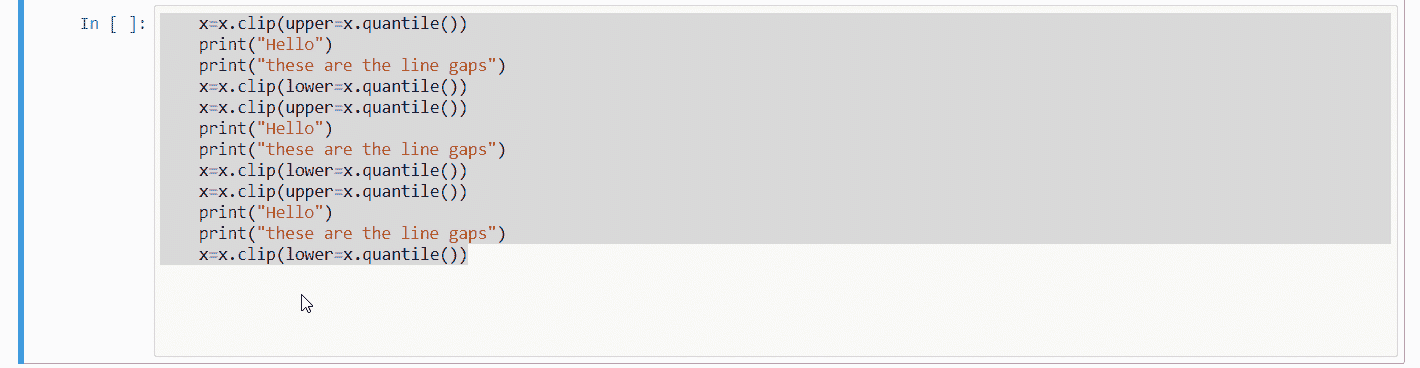 In [ ]:
x=x.clip(upper=x.quantile())
print("Hello")
print("these are the line gaps")
x=x.clip(lower=x.quantile())
x=x.clip(upper=x.quantile())
print("Hello")
print("these are the line gaps")
x=x.clip(lower=x.quantile())
x=x.clip(upper=x.quantile())
print("Hello")
print("these are the line gaps")
x=x.clip(lower=x.quantile())